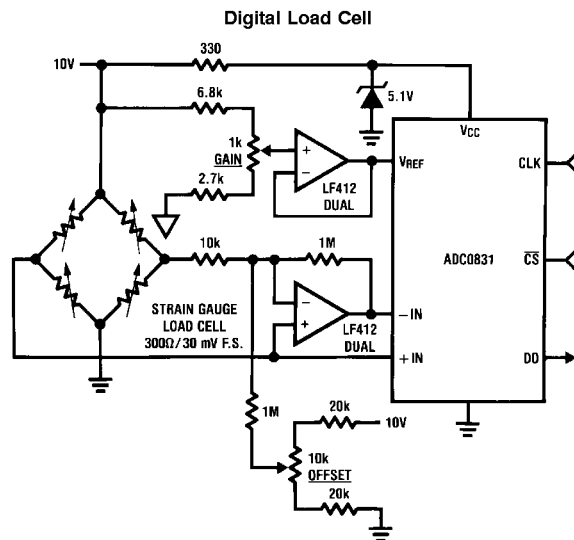 Digital Load Cell
10V
330
6.8k
5.1V
1k
GAIN
2.7k
+
−
LF412
DUAL
VCC
VREF
CLK
ADC0831
CS
10k
1M
STRAIN GAUGE
LOAD CELL
300Ω/30 mV F.S.
−
+
LF412
DUAL
−IN
+IN
DO
1M
20k
10V
10k
OFFSET
20k